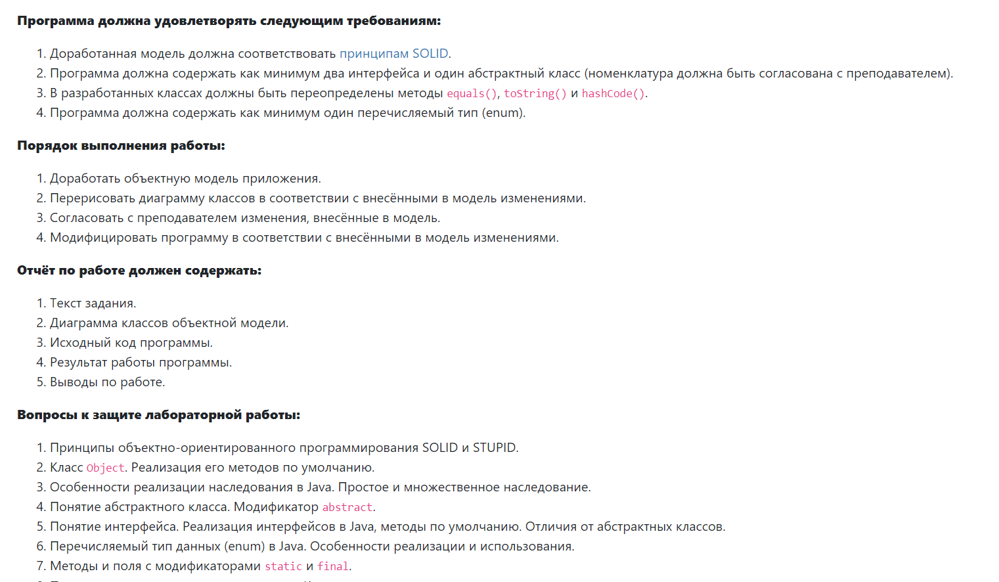 Программа должна удовлетворять следующим требованиям:
1. Доработанная модель должна соответствовать принципам SOLID.
2. Программа должна содержать как минимум два интерфейса и один абстрактный класс (номенклатура должна быть согласована с преподавателем).
3. В разработанных классах должны быть переопределены методы equals(), toString() и hashCode().
4. Программа должна содержать как минимум один перечисляемый тип (enum).
Порядок выполнения работы:
1. Доработать объектную модель приложения.
2. Перерисовать диаграмму классов в соответствии с внесёнными в модель изменениями.
3. Согласовать с преподавателем изменения, внесённые в модель.
4. Модифицировать программу в соответствии с внесёнными в модель изменениями.
Отчёт по работе должен содержать:
1. Текст задания.
2. Диаграмма классов объектной модели.
3. Исходный код программы.
4. Результат работы программы.
5. Выводы по работе.
Вопросы к защите лабораторной работы:
1. Принципы объектно-ориентированного программирования SOLID и STUPID.
2. Класс Object. Реализация его методов по умолчанию.
3. Особенности реализации наследования в Java. Простое и множественное наследование.
4. Понятие абстрактного класса. Модификатор abstract.
5. Понятие интерфейса. Реализация интерфейсов в Java, методы по умолчанию. Отличия от абстрактных классов.
6. Перечисляемый тип данных (enum) в Java. Особенности реализации и использования.
7. Методы и поля с модификаторами static и final.